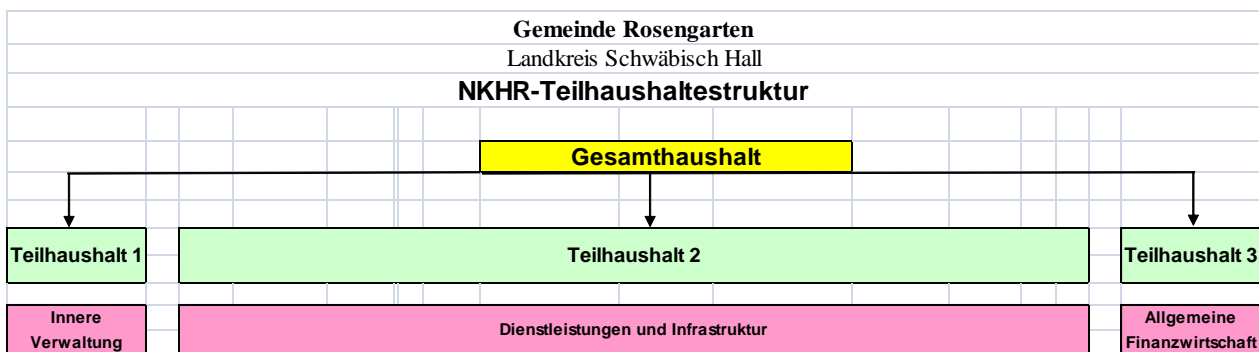 Gemeinde Rosengarten
Landkreis Schwäbisch Hall
NKHR-Teilhaushaltestruktur
Gesamthaushalt
Teilhaushalt 1
Teilhaushalt 2
Teilhaushalt 3
Innere
Verwaltung
Dienstleistungen und Infrastruktur
Allgemeine
Finanzwirtschaft